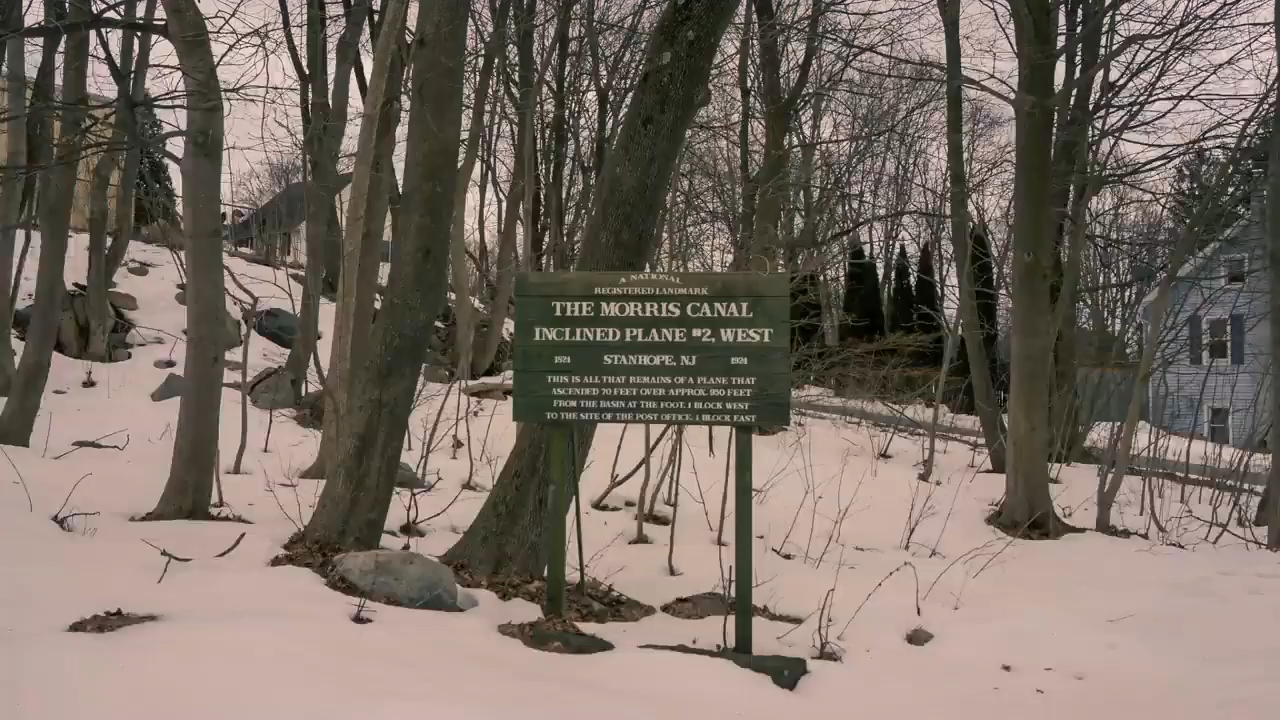 A NATIONAL
REGISTERED LANDMARK
THE MORRIS CANAL
INCLINED PLANE #2, WEST
1824 STANHOPE, NJ 1924
THIS IS ALL THAT REMAINS OF A PLANE THAT
ASCENDED 70 FEET OVER APPROX. 950 FEET
FROM THE BASIN AT THE FOOT, 1 BLOCK WEST
TO THE SITE OF THE POST OFFICE, 1 BLOCK EAST